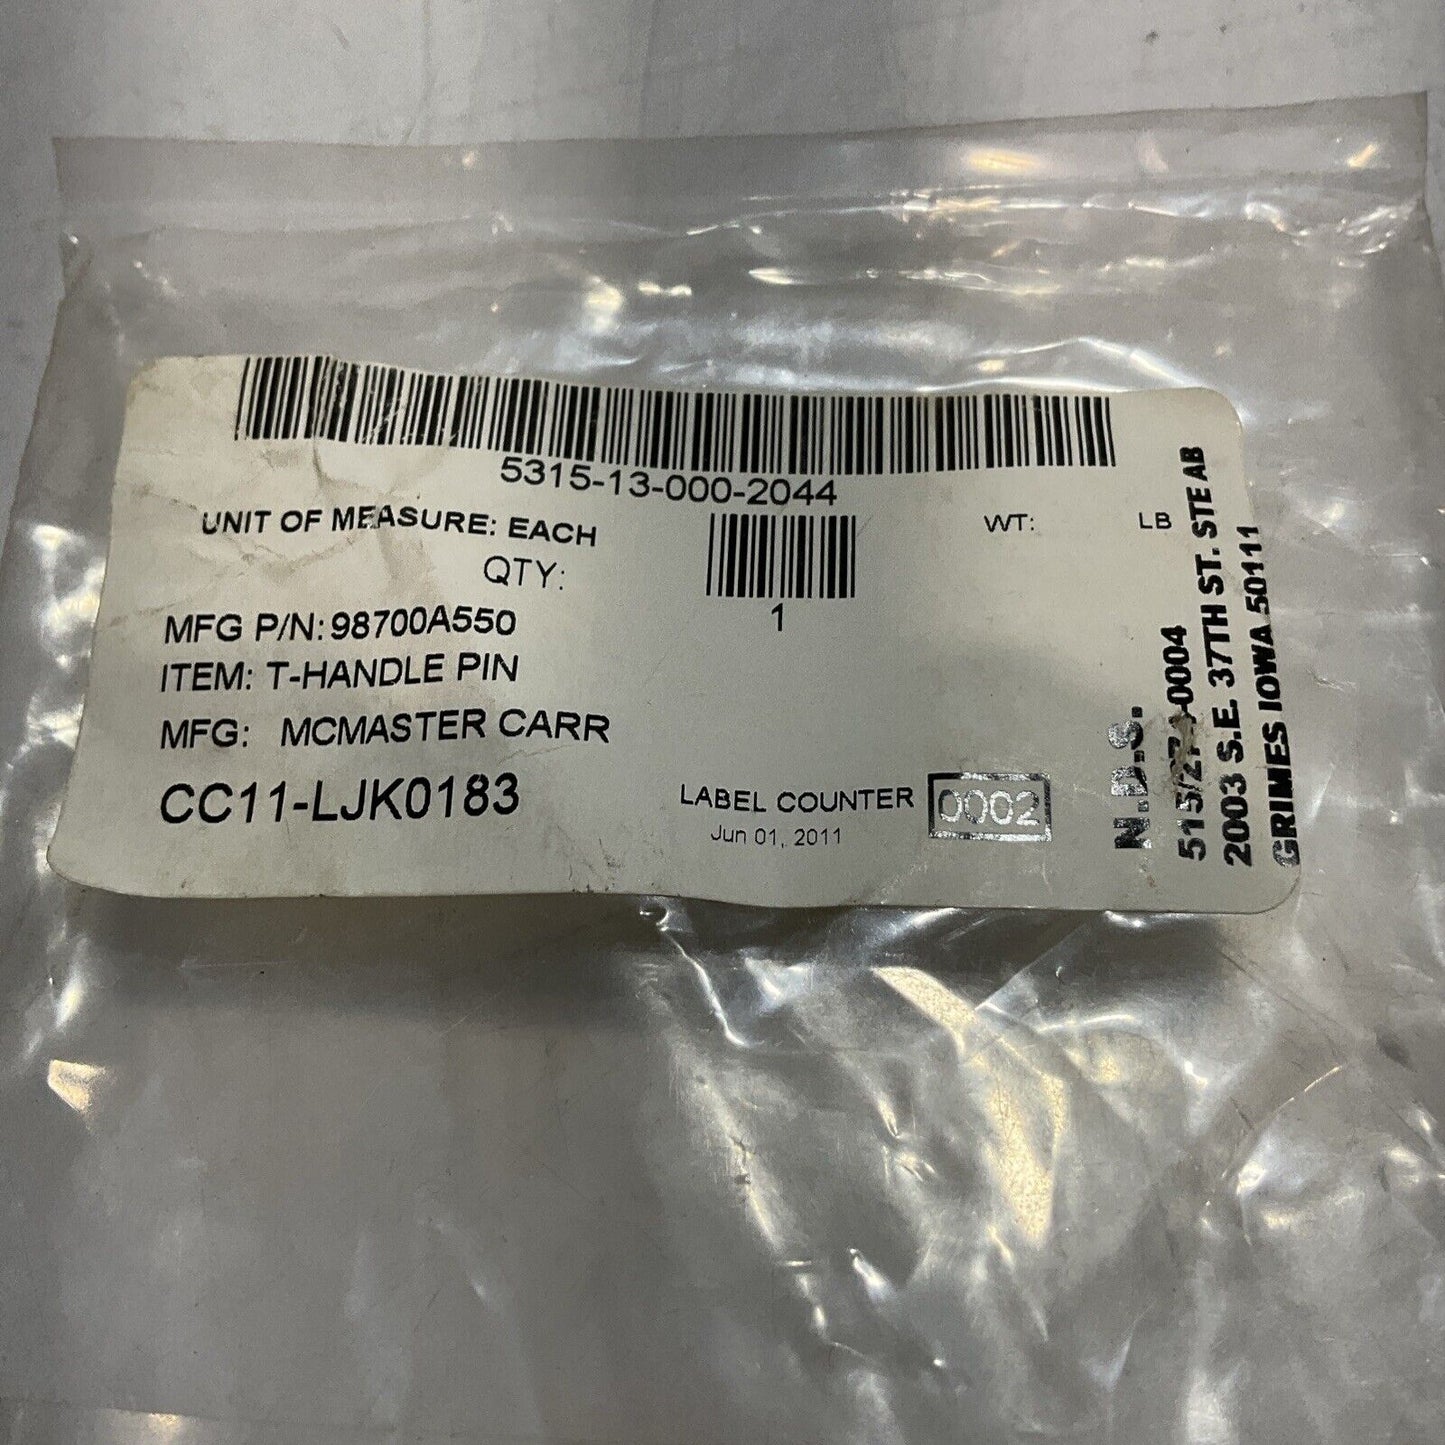 5315-13-000-2044
UNIT OF MEASURE: EACH
WT: LB
QTY:
1
MFG P/N: 98700A550
ITEM: T-HANDLE PIN
MFG: MCMASTER CARR
CC11-LJK0183
LABEL COUNTER 0002
Jun 01, 2011
N.D.S.
2003 S.E. 37TH ST. STE AB
GRIMES IOWA 50111